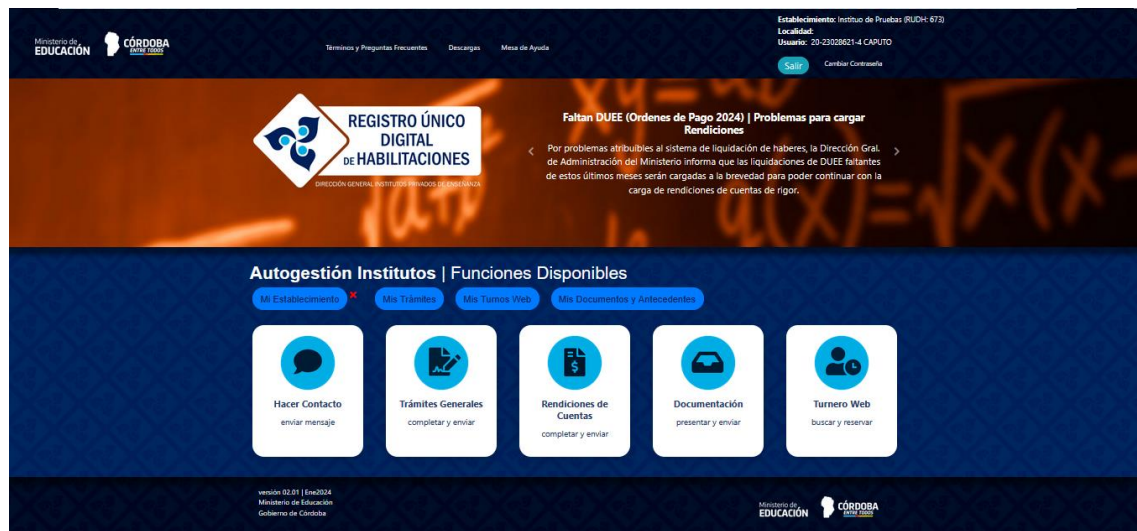 Establecimiento: Instituo de Pruebas (RUDH: 673)
Localidad:
Usuario: 20-23028621-4 CAPUTO
Ministerio de
EDUCACIÓN
CÓRDOBA
ENTRE TODOS
Términos y Preguntas Frecuentes Descargas Mesa de Ayuda
Salir Cambiar Contraseña
REGISTRO ÚNICO
DIGITAL
DE HABILITACIONES
DIRECCIÓN GENERAL INSTITUTOS PRIVADOS DE ENSEÑANZA
Faltan DUEE (Ordenes de Pago 2024) | Problemas para cargar
Rendiciones
Por problemas atribuibles al sistema de liquidación de haberes, la Dirección Gral.
de Administración del Ministerio informa que las liquidaciones de DUEE faltantes
de estos últimos meses serán cargadas a la brevedad para poder continuar con la
carga de rendiciones de cuentas de rigor.
Autogestión Institutos | Funciones Disponibles
Mi Establecimiento Mis Trámites Mis Turnos Web Mis Documentos y Antecedentes
Hacer Contacto
enviar mensaje
Trámites Generales
completar y enviar
Rendiciones de
Cuentas
completar y enviar
Documentación
presentar y enviar
Turnero Web
buscar y reservar
versión 02.01 | Ene2024
Ministerio de Educación
Gobierno de Córdoba
Ministerio de
EDUCACIÓN
CÓRDOBA
ENTRE TODOS